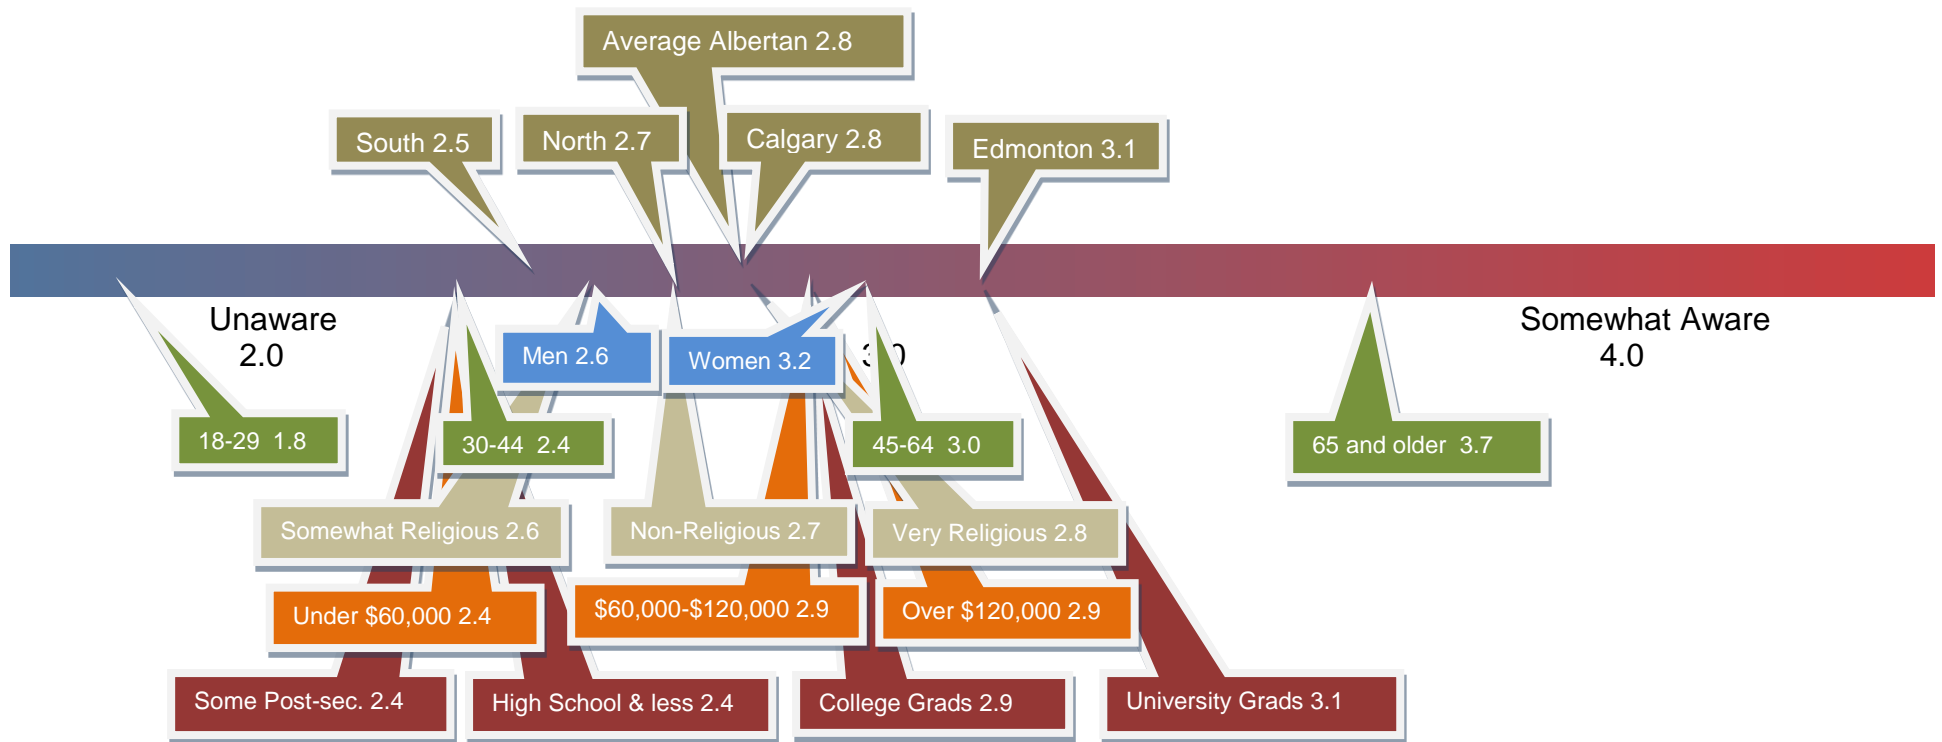 Average Albertan 2.8
South 2.5
North 2.7
Calgary 2.8
Edmonton 3.1
Unaware
2.0
Somewhat Aware
4.0
Men 2.6
Women 3.2
3.0
18-29  1.8
30-44  2.4
45-64  3.0
65 and older  3.7
Somewhat Religious 2.6
Non-Religious 2.7
Very Religious 2.8
Under $60,000 2.4
$60,000-$120,000 2.9
Over $120,000 2.9
Some Post-sec. 2.4
High School & less 2.4
College Grads 2.9
University Grads 3.1